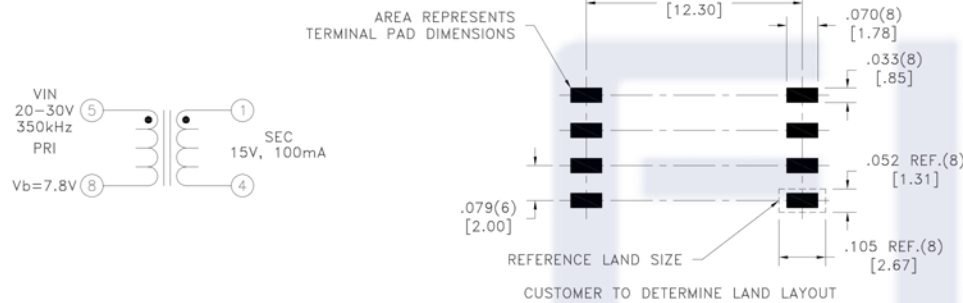 VIN
20-30V
350kHz
PRI
5
8
Vb=7.8V
1
4
SEC
15V, 100mA
AREA REPRESENTS
TERMINAL PAD DIMENSIONS
[12.30]
.070(8)
[1.78]
.033(8)
[.85]
.052 REF.(8)
[1.31]
.079(6)
[2.00]
.105 REF.(8)
[2.67]
REFERENCE LAND SIZE
CUSTOMER TO DETERMINE LAND LAYOUT